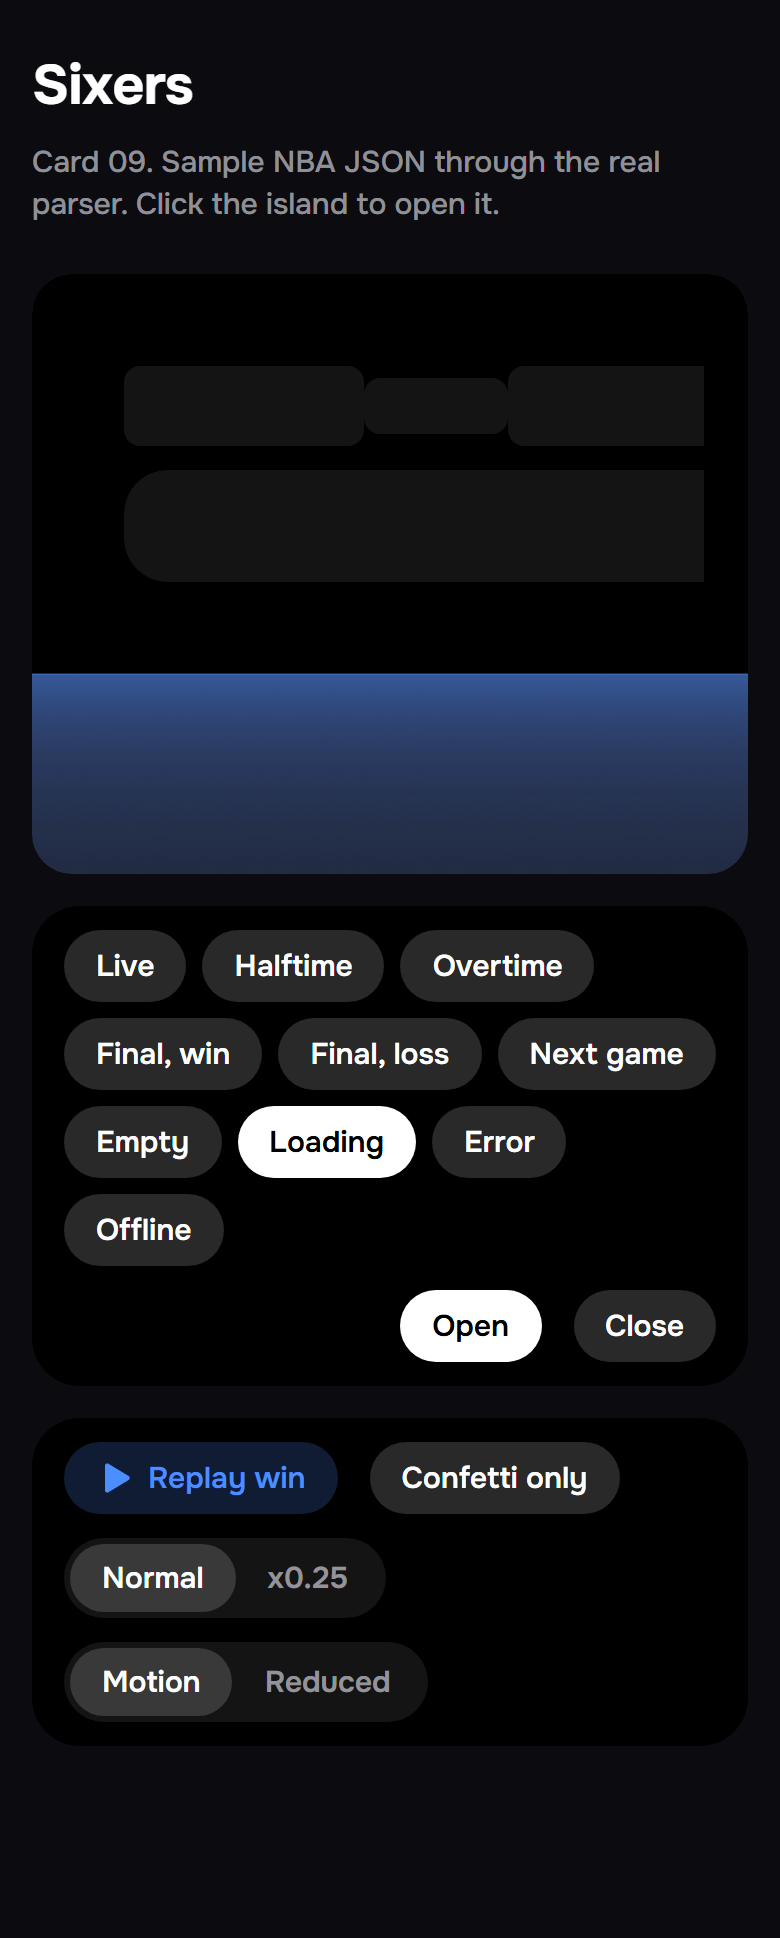 Sixers
Card 09. Sample NBA JSON through the real
parser. Click the island to open it.
Live
Halftime
Overtime
Final, win
Final, loss
Next game
Empty
Loading
Error
Offline
Open
Close
Replay win
Confetti only
Normal
x0.25
Motion
Reduced